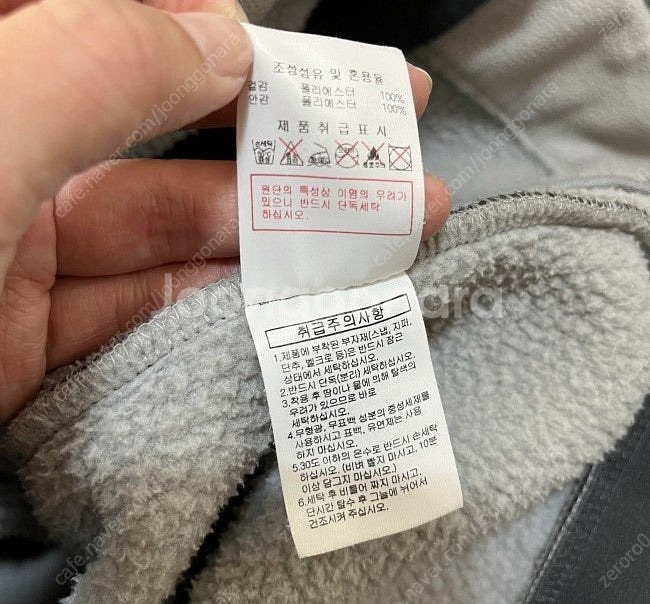 조성섬유 및 혼용율
겉감 폴리에스터 100%
안감 폴리에스터 100%
제품취급표시
손세탁
원단의 특성상 이염의 우려가
있으니 반드시 단독세탁
하십시오.
취급주의사항
1.제품에 부착된 부자재(스냅, 지퍼,
단추, 벨크로 등)은 반드시 잠근
상태에서 세탁하십시오.
2.반드시 단독(분리) 세탁하십시오.
3.착용 후 땀이나 물에 의해 탈색의
우려가 있으므로 바로
세탁하십시오.
4.무형광, 무표백 성분의 중성세제를
사용하시고 표백, 유연제는 사용
하지 마십시오.
5.30도 이하의 온수로 반드시 손세탁
하십시오. (비벼 빨지 마시고, 10분
이상 담그지 마십시오.)
6.세탁 후 비틀어 짜지 마시고,
단시간 탈수 후 그늘에 뉘어서
건조시켜 주십시오.
joonggonara
cafe.naver.com/joonggonara
zeroro0